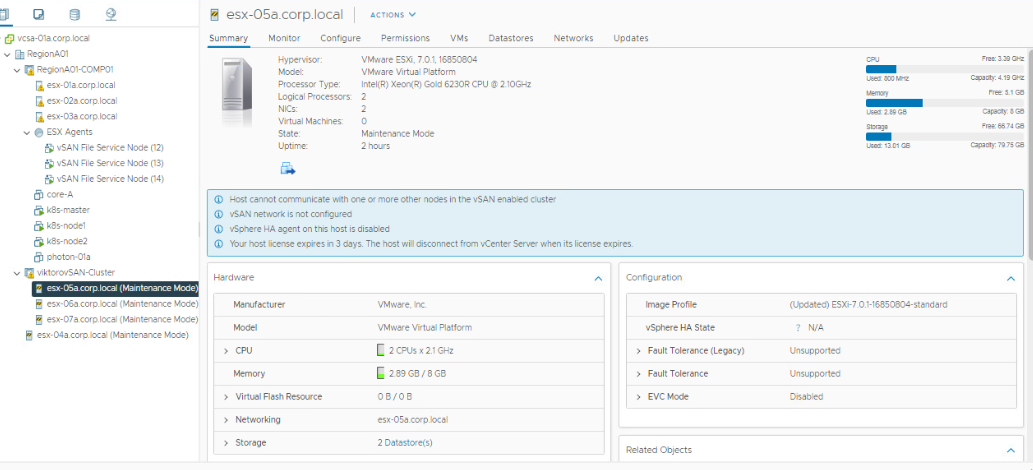 esx-05a.corp.local
ACTIONS
Summary Monitor Configure Permissions VMs Datastores Networks Updates
vcsa-01a.corp.local
RegionA01
RegionA01-COMP01
esx-01a.corp.local
esx-02a.corp.local
esx-03a.corp.local
ESX Agents
vSAN File Service Node (12)
vSAN File Service Node (13)
vSAN File Service Node (14)
core-A
k8s-master
k8s-node1
k8s-node2
photon-01a
viktorovSAN-Cluster
esx-05a.corp.local (Maintenance Mode)
esx-06a.corp.local (Maintenance Mode)
esx-07a.corp.local (Maintenance Mode)
esx-04a.corp.local (Maintenance Mode)
Hypervisor: VMware ESXi, 7.0.1, 16850804
Model: VMware Virtual Platform
Processor Type: Intel(R) Xeon(R) Gold 6230R CPU @ 2.10GHz
Logical Processors: 2
NICs: 2
Virtual Machines: 0
State: Maintenance Mode
Uptime: 2 hours
CPU Free: 3.39 GHz
Used: 800 MHz Capacity: 4.19 GHz
Memory Free: 5.1 GB
Used: 2.89 GB Capacity: 8 GB
Storage Free: 66.74 GB
Used: 13.01 GB Capacity: 79.75 GB
Host cannot communicate with one or more other nodes in the vSAN enabled cluster
vSAN network is not configured
vSphere HA agent on this host is disabled
Your host license expires in 3 days. The host will disconnect from vCenter Server when its license expires.
Hardware
Manufacturer VMware, Inc.
Model VMware Virtual Platform
CPU 2 CPUs x 2.1 GHz
Memory 2.89 GB / 8 GB
Virtual Flash Resource 0 B / 0 B
Networking esx-05a.corp.local
Storage 2 Datastore(s)
Configuration
Image Profile (Updated) ESXi-7.0.1-16850804-standard
vSphere HA State ? N/A
Fault Tolerance (Legacy) Unsupported
Fault Tolerance Unsupported
EVC Mode Disabled
Related Objects